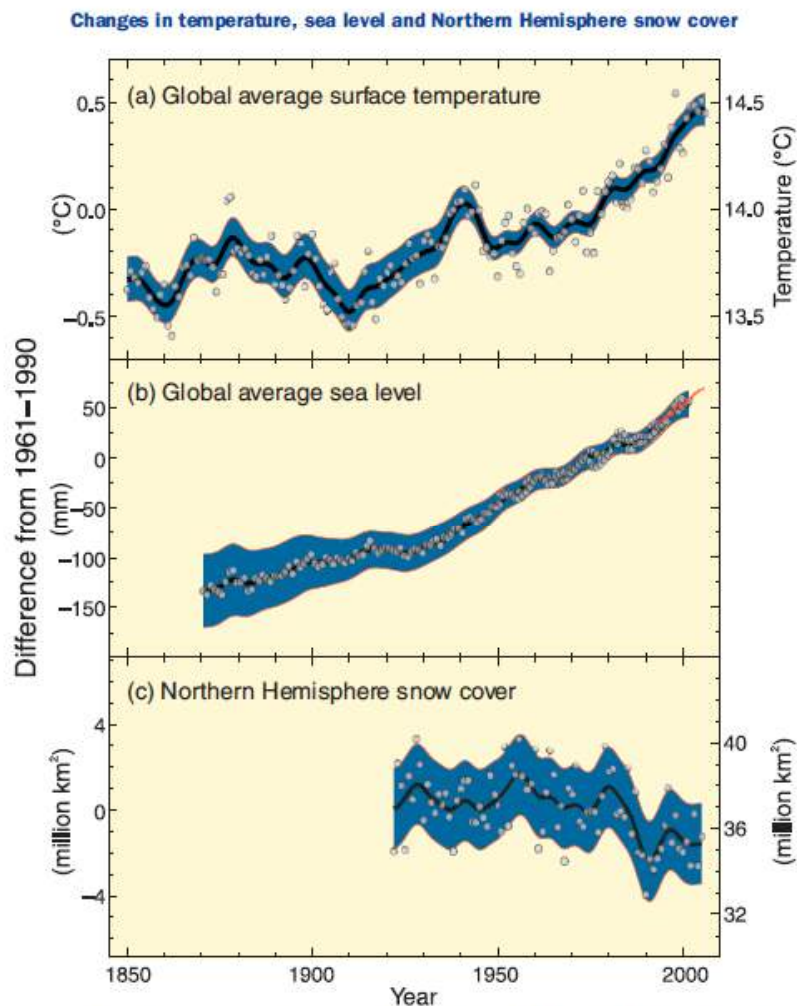 Changes in temperature, sea level and Northern Hemisphere snow cover
(a) Global average surface temperature
0.5
0.0
−0.5
(°C)
14.5
14.0
13.5
Temperature (°C)
Difference from 1961–1990
(b) Global average sea level
50
0
−50
−100
−150
(mm)
(c) Northern Hemisphere snow cover
4
0
−4
(million km²)
40
36
32
(million km²)
1850
1900
1950
2000
Year